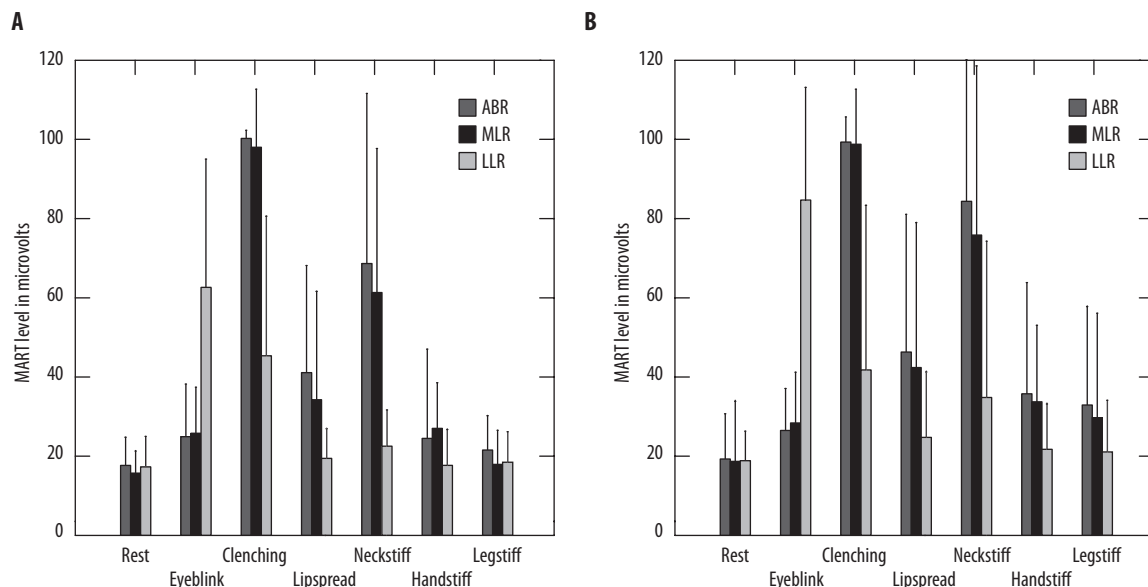 A
MART level in microvolts
120
100
80
60
40
20
0
ABR
MLR
LLR
Rest
Eyeblink
Clenching
Lipspread
Neckstiff
Handstiff
Legstiff
B
MART level in microvolts
120
100
80
60
40
20
0
ABR
MLR
LLR
Rest
Eyeblink
Clenching
Lipspread
Neckstiff
Handstiff
Legstiff